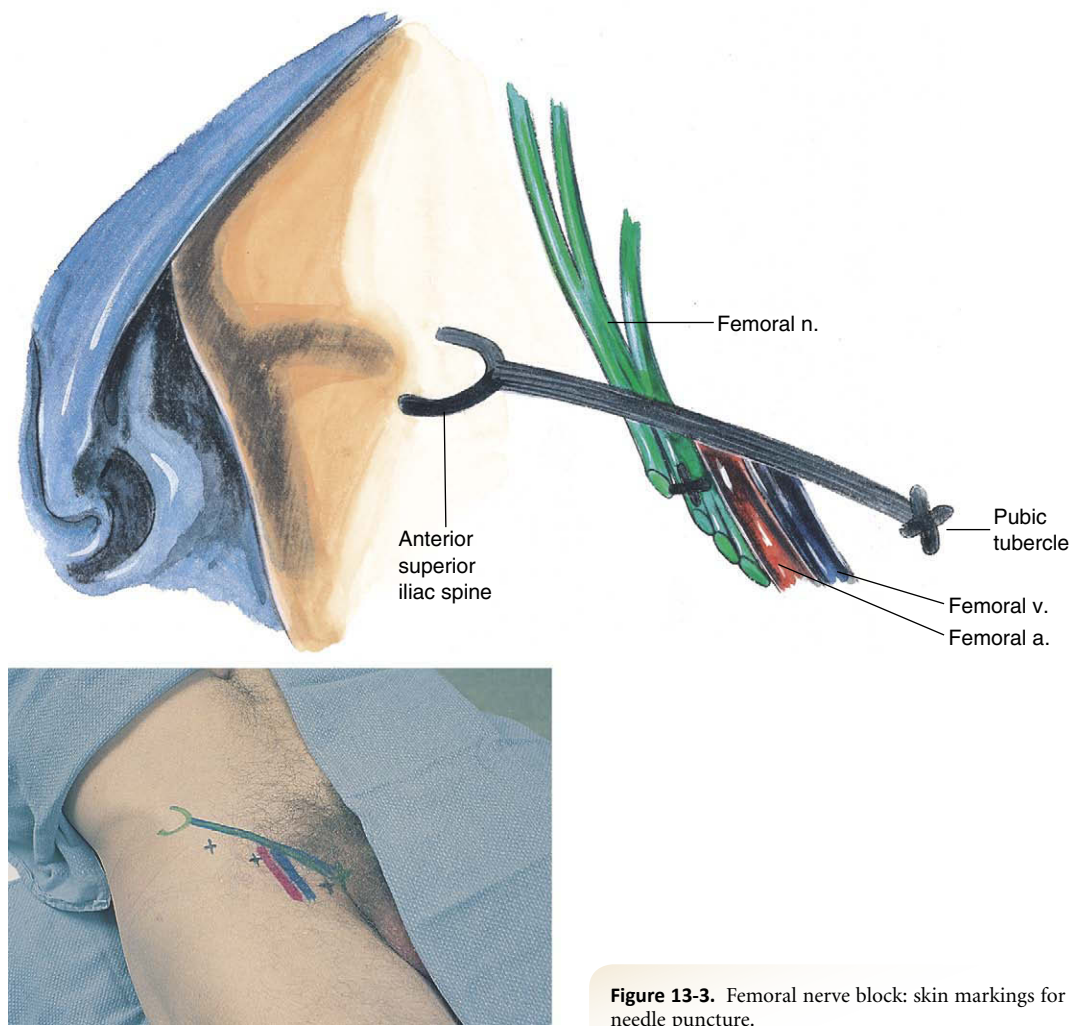 Femoral n.
Anterior
superior
iliac spine
Pubic
tubercle
Femoral v.
Femoral a.
Figure 13-3. Femoral nerve block: skin markings for
needle puncture.